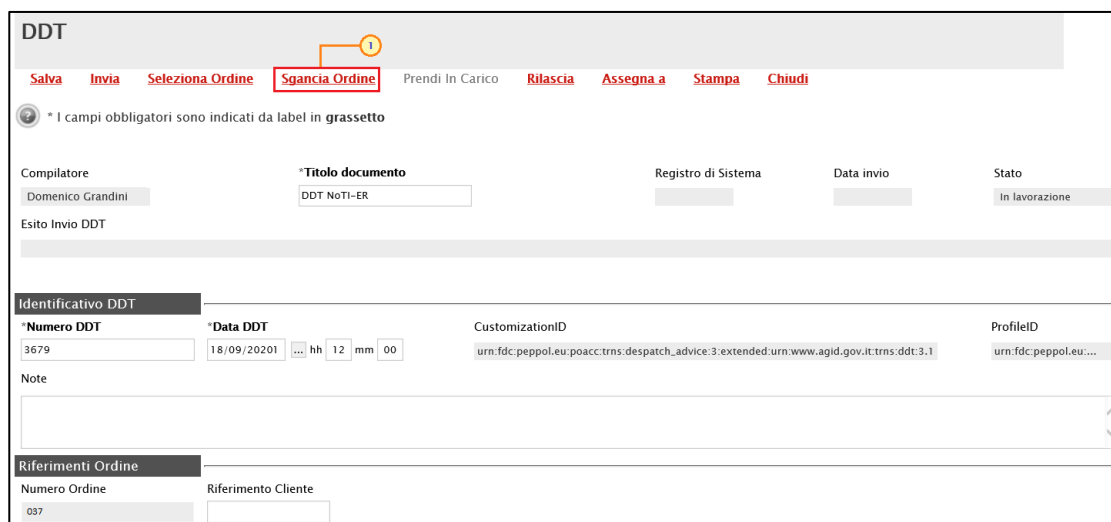 DDT
1
Salva Invia Seleziona Ordine Sgancia Ordine Prendi In Carico Rilascia Assegna a Stampa Chiudi
? * I campi obbligatori sono indicati da label in grassetto
Compilatore *Titolo documento Registro di Sistema Data invio Stato
Domenico Grandini DDT NoTI-ER In lavorazione
Esito Invio DDT
Identificativo DDT
*Numero DDT *Data DDT CustomizationID ProfileID
3679 18/09/20201 ... hh 12 mm 00 urn:fdc:peppol.eu:poacc:trns:despatch_advice:3:extended:urn:www.agid.gov.it:trns:ddt:3.1 urn:fdc:peppol.eu:...
Note
Riferimenti Ordine
Numero Ordine Riferimento Cliente
037